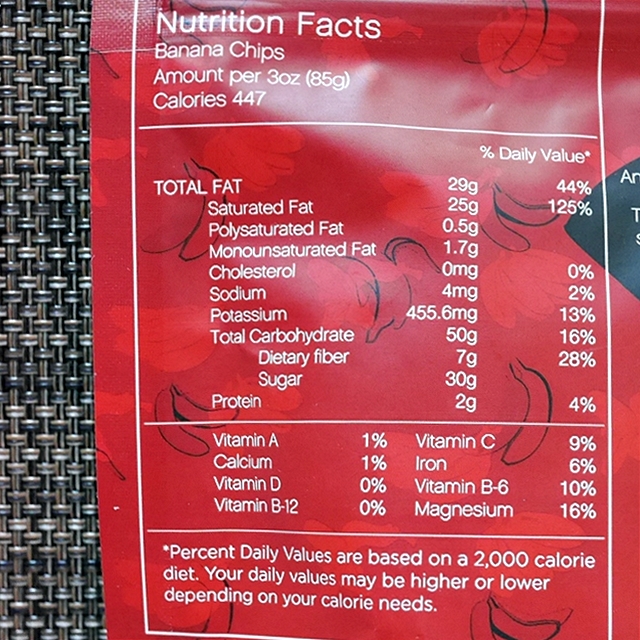 Nutrition Facts
Banana Chips
Amount per 3oz (85g)
Calories 447
% Daily Value*
TOTAL FAT 29g 44%
Saturated Fat 25g 125%
Polysaturated Fat 0.5g
Monounsaturated Fat 1.7g
Cholesterol 0mg 0%
Sodium 4mg 2%
Potassium 455.6mg 13%
Total Carbohydrate 50g 16%
Dietary fiber 7g 28%
Sugar 30g
Protein 2g 4%
Vitamin A 1% Vitamin C 9%
Calcium 1% Iron 6%
Vitamin D 0% Vitamin B-6 10%
Vitamin B-12 0% Magnesium 16%
*Percent Daily Values are based on a 2,000 calorie
diet. Your daily values may be higher or lower
depending on your calorie needs.